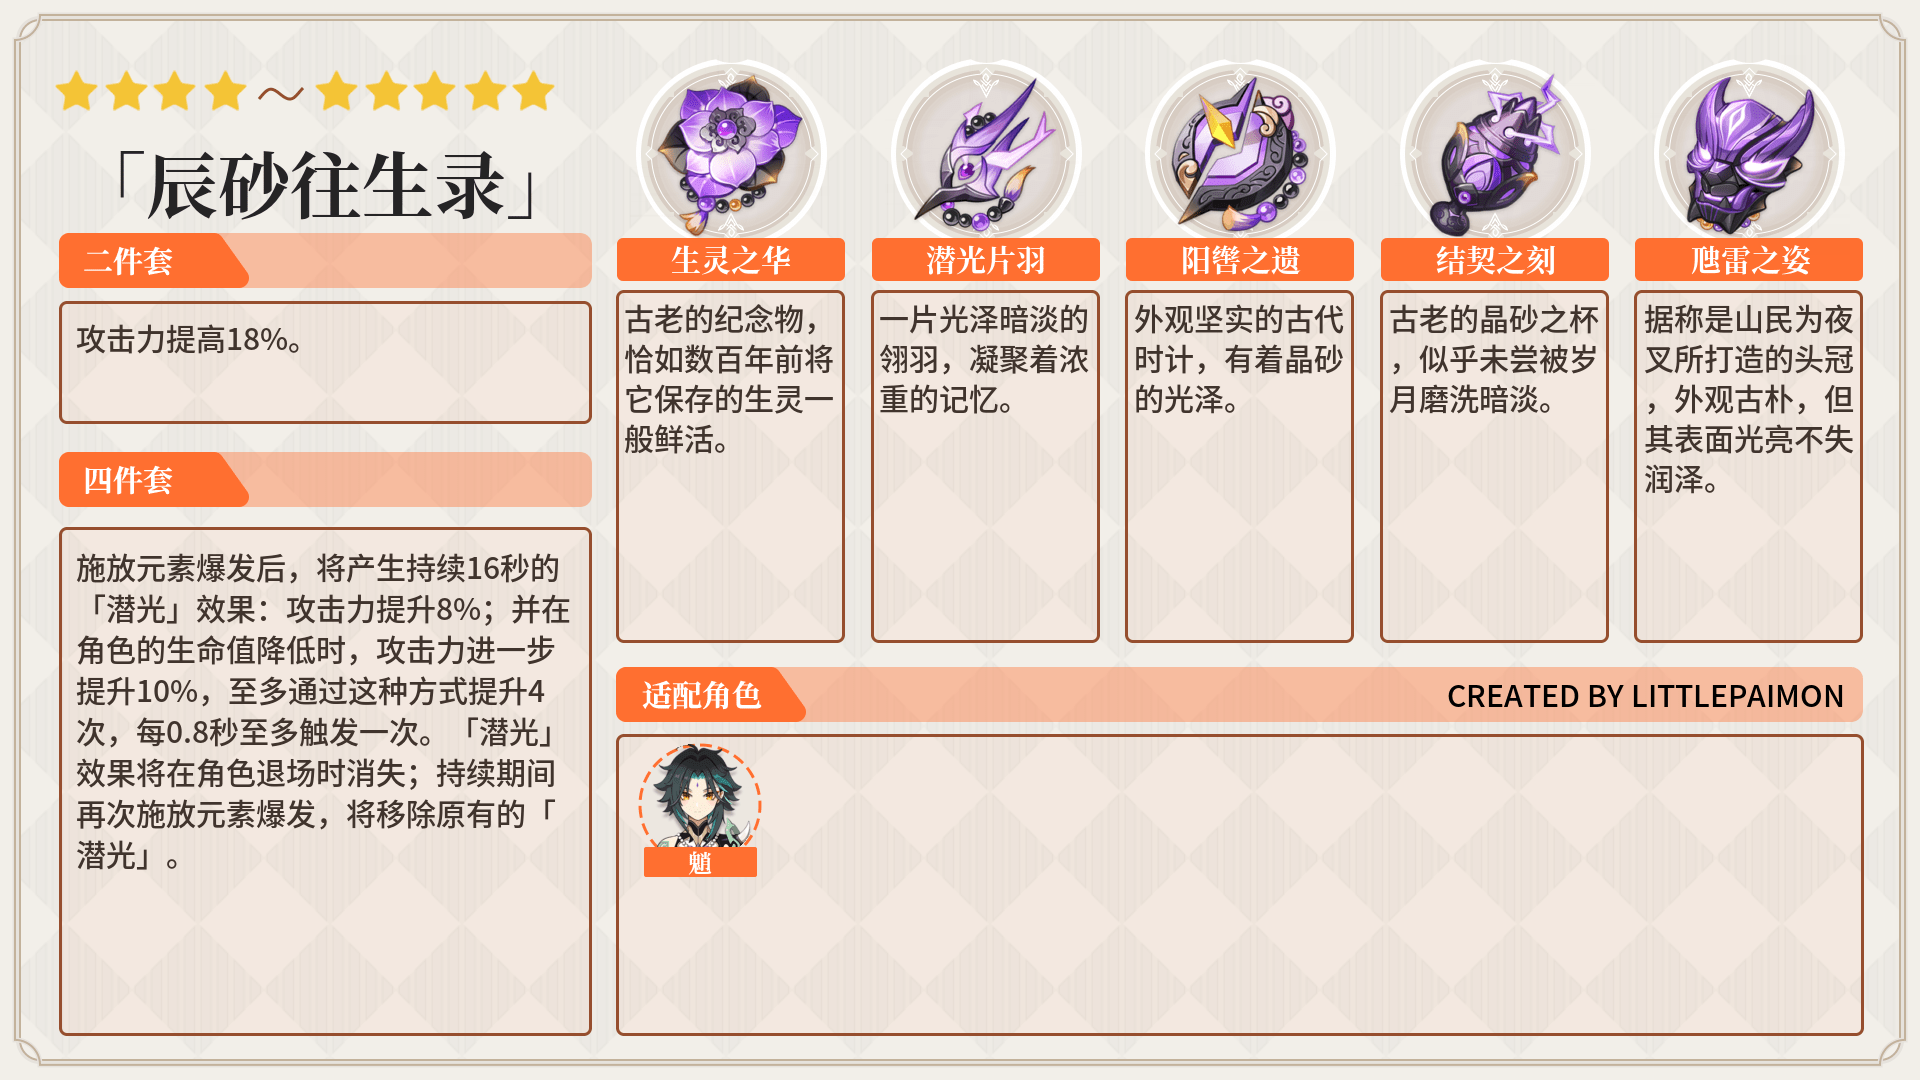 「辰砂往生录」
二件套
攻击力提高18%。
四件套
施放元素爆发后，将产生持续16秒的
「潜光」效果：攻击力提升8%；并在
角色的生命值降低时，攻击力进一步
提升10%，至多通过这种方式提升4
次，每0.8秒至多触发一次。「潜光」
效果将在角色退场时消失；持续期间
再次施放元素爆发，将移除原有的「
潜光」。
生灵之华
古老的纪念物，
恰如数百年前将
它保存的生灵一
般鲜活。
潜光片羽
一片光泽暗淡的
翎羽，凝聚着浓
重的记忆。
阳辔之遗
外观坚实的古代
时计，有着晶砂
的光泽。
结契之刻
古老的晶砂之杯
，似乎未尝被岁
月磨洗暗淡。
虺雷之姿
据称是山民为夜
叉所打造的头冠
，外观古朴，但
其表面光亮不失
润泽。
适配角色
CREATED BY LITTLEPAIMON
魈